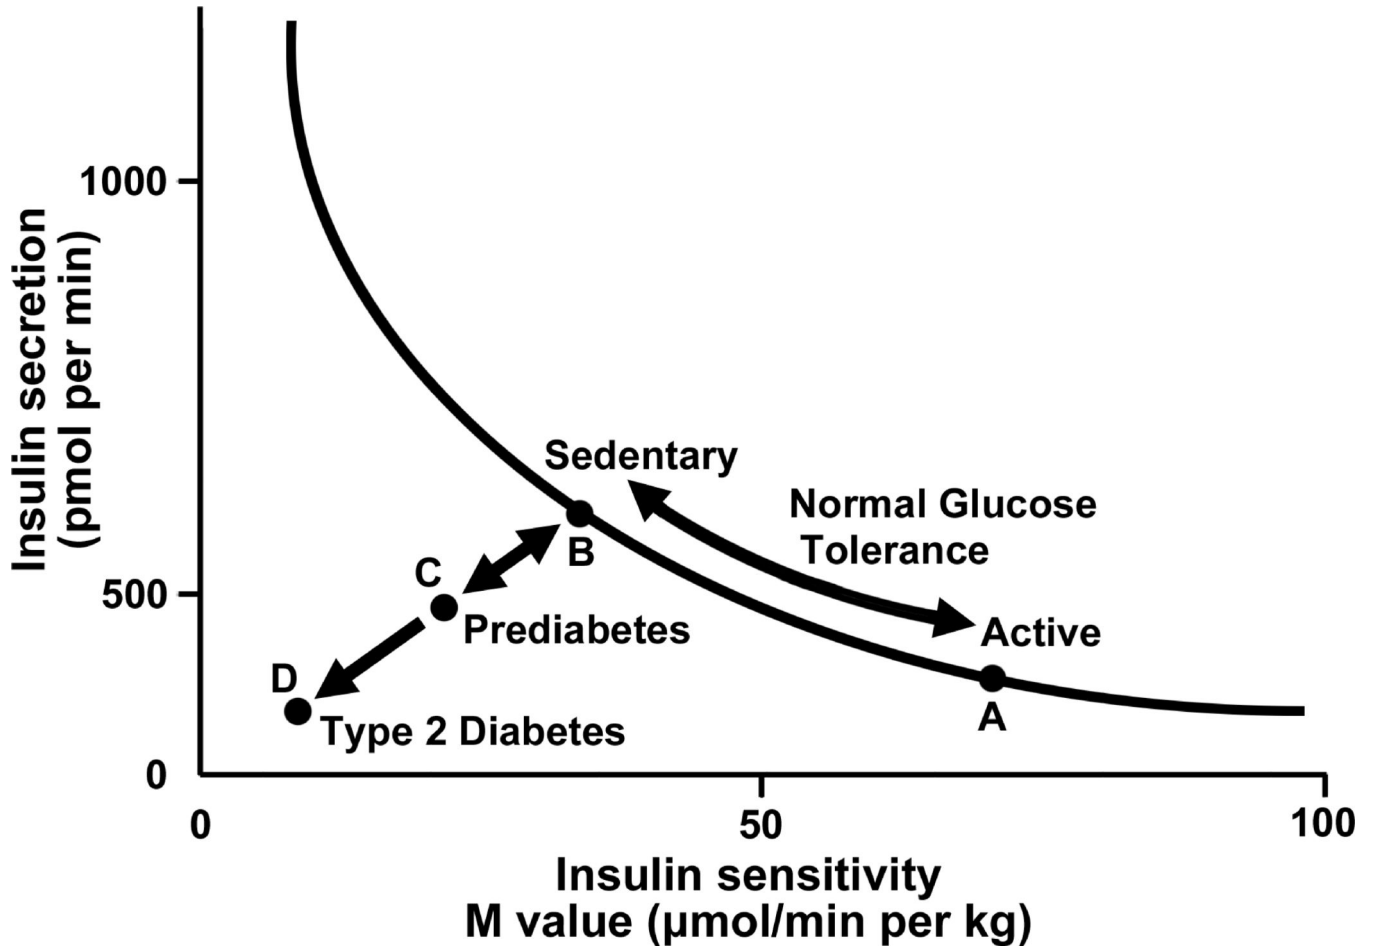 Insulin secretion
(pmol per min)
1000
500
0
Sedentary
Normal Glucose
Tolerance
B
C
Prediabetes
Active
D
A
Type 2 Diabetes
0
50
100
Insulin sensitivity
M value (µmol/min per kg)